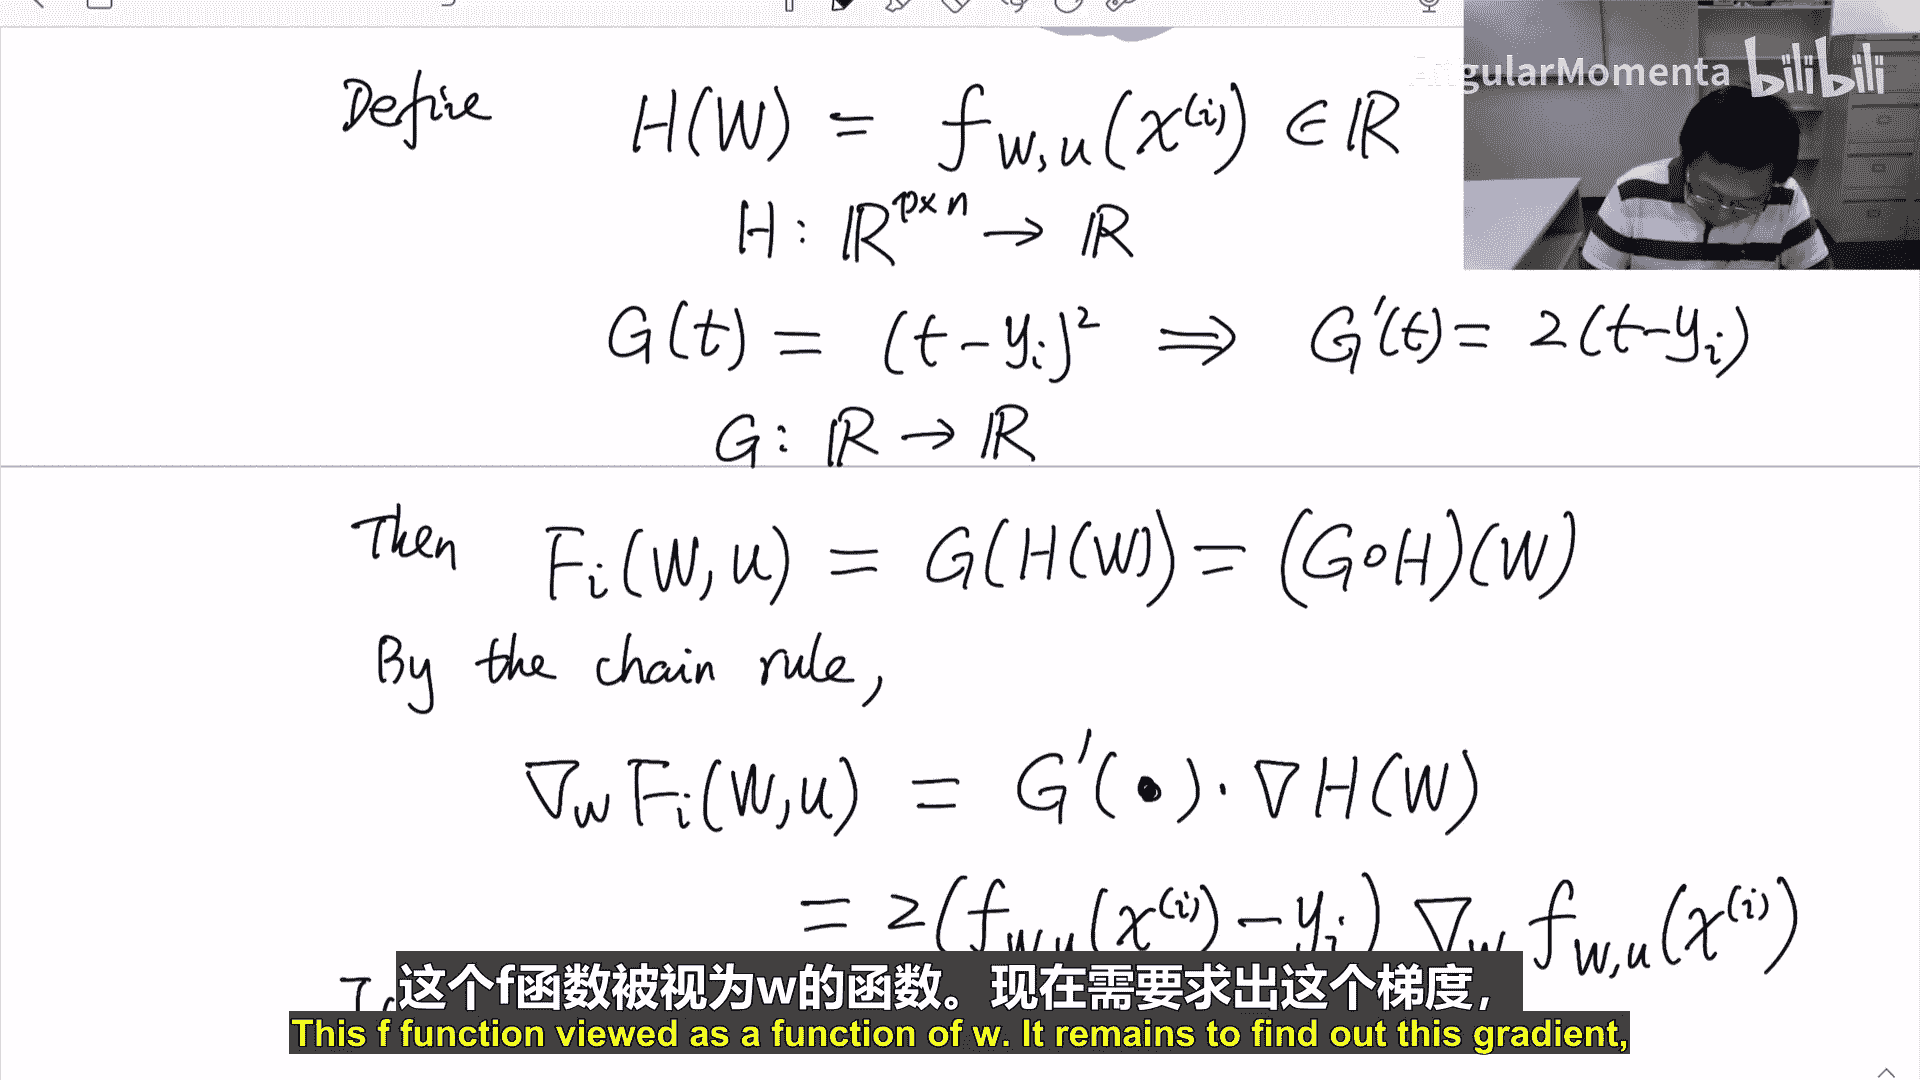 AngularMomenta bilibili
Define H(W) = f_{W,u}(x^{(i)}) ∈ ℝ
H : ℝ^{p×n} → ℝ
G(t) = (t - y_i)^2 ⇒ G'(t) = 2(t - y_i)
G : ℝ → ℝ
Then F_i(W,u) = G(H(W)) = (G∘H)(W)
By the chain rule,
∇_W F_i(W,u) = G'(•)·∇H(W)
= 2(f_{W,u}(x^{(i)}) - y_i) ∇_W f_{W,u}(x^{(i)})
这个f函数被视为w的函数。现在需要求出这个梯度，
This f function viewed as a function of w. It remains to find out this gradient,